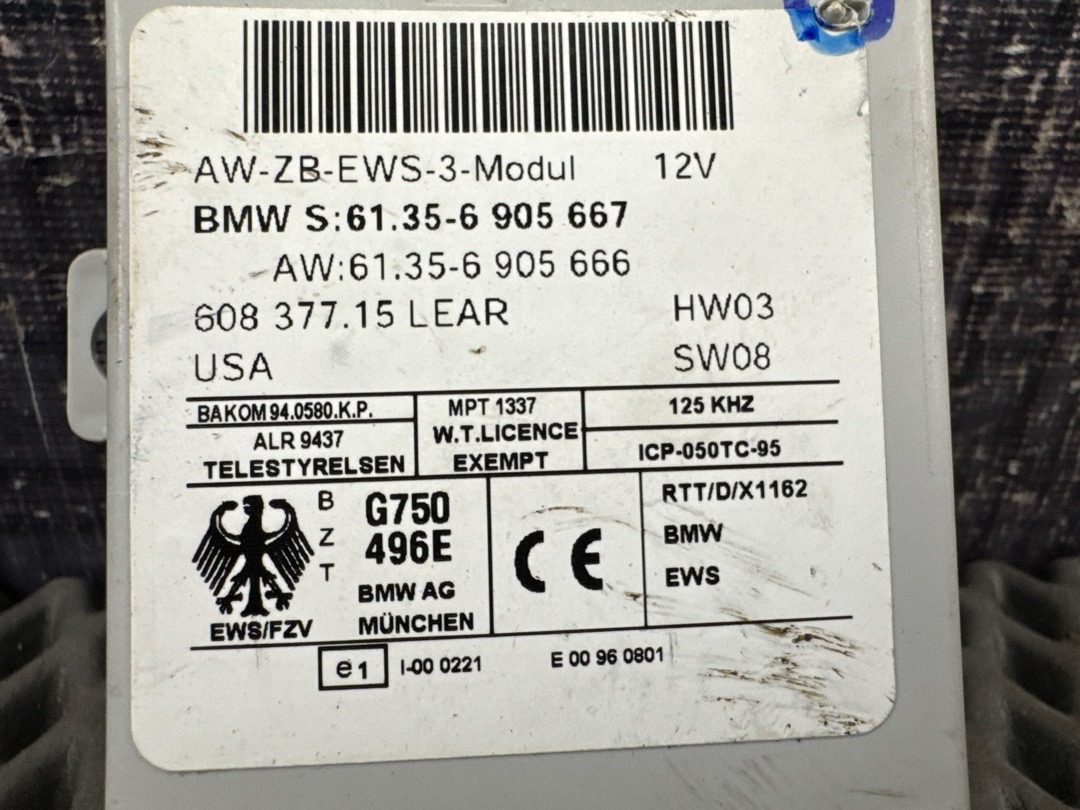 AW-ZB-EWS-3-Modul 12V
BMW S:61.35-6 905 667
AW:61.35-6 905 666
608 377.15 LEAR HW03
USA SW08
BAKOM 94.0580.K.P.
ALR 9437
TELESTYRELSEN
MPT 1337
W.T.LICENCE
EXEMPT
125 KHZ
ICP-050TC-95
B
Z
T
EWS/FZV
G750
496E
BMW AG
MÜNCHEN
CE
RTT/D/X1162
BMW
EWS
e1 I-00 0221 E 00 96 0801